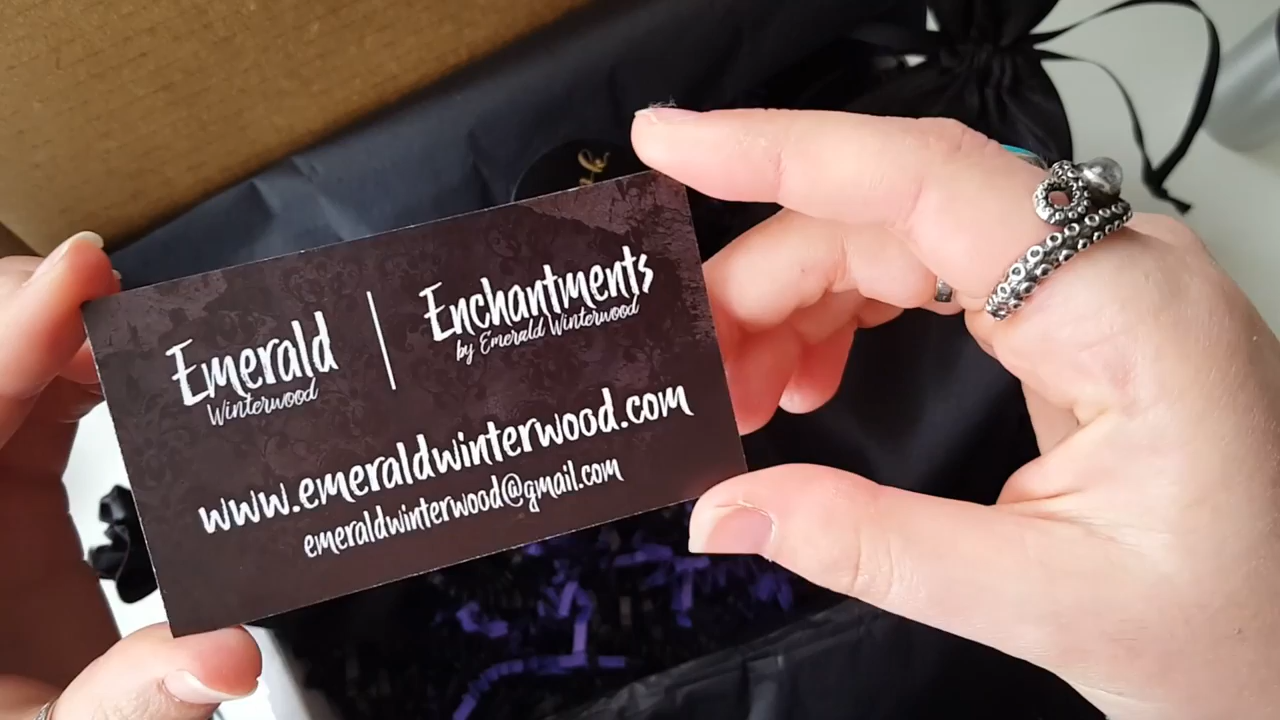 Emerald
Winterwood
Enchantments
by Emerald Winterwood
www.emeraldwinterwood.com
emeraldwinterwood@gmail.com